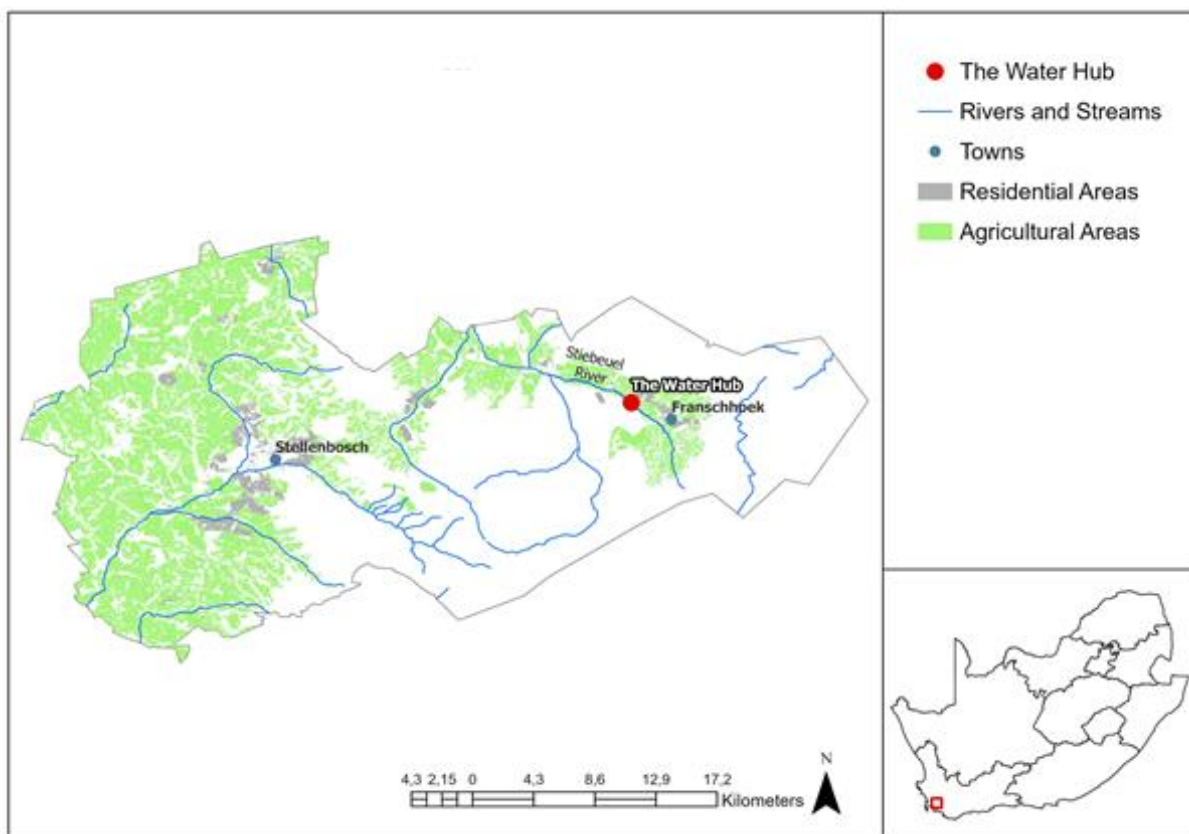 The Water Hub
Rivers and Streams
Towns
Residential Areas
Agricultural Areas
Stiebeuel
River
The Water Hub
Franschhoek
Stellenbosch
N
4,3 2,15 0 4,3 8,6 12,9 17,2
Kilometers